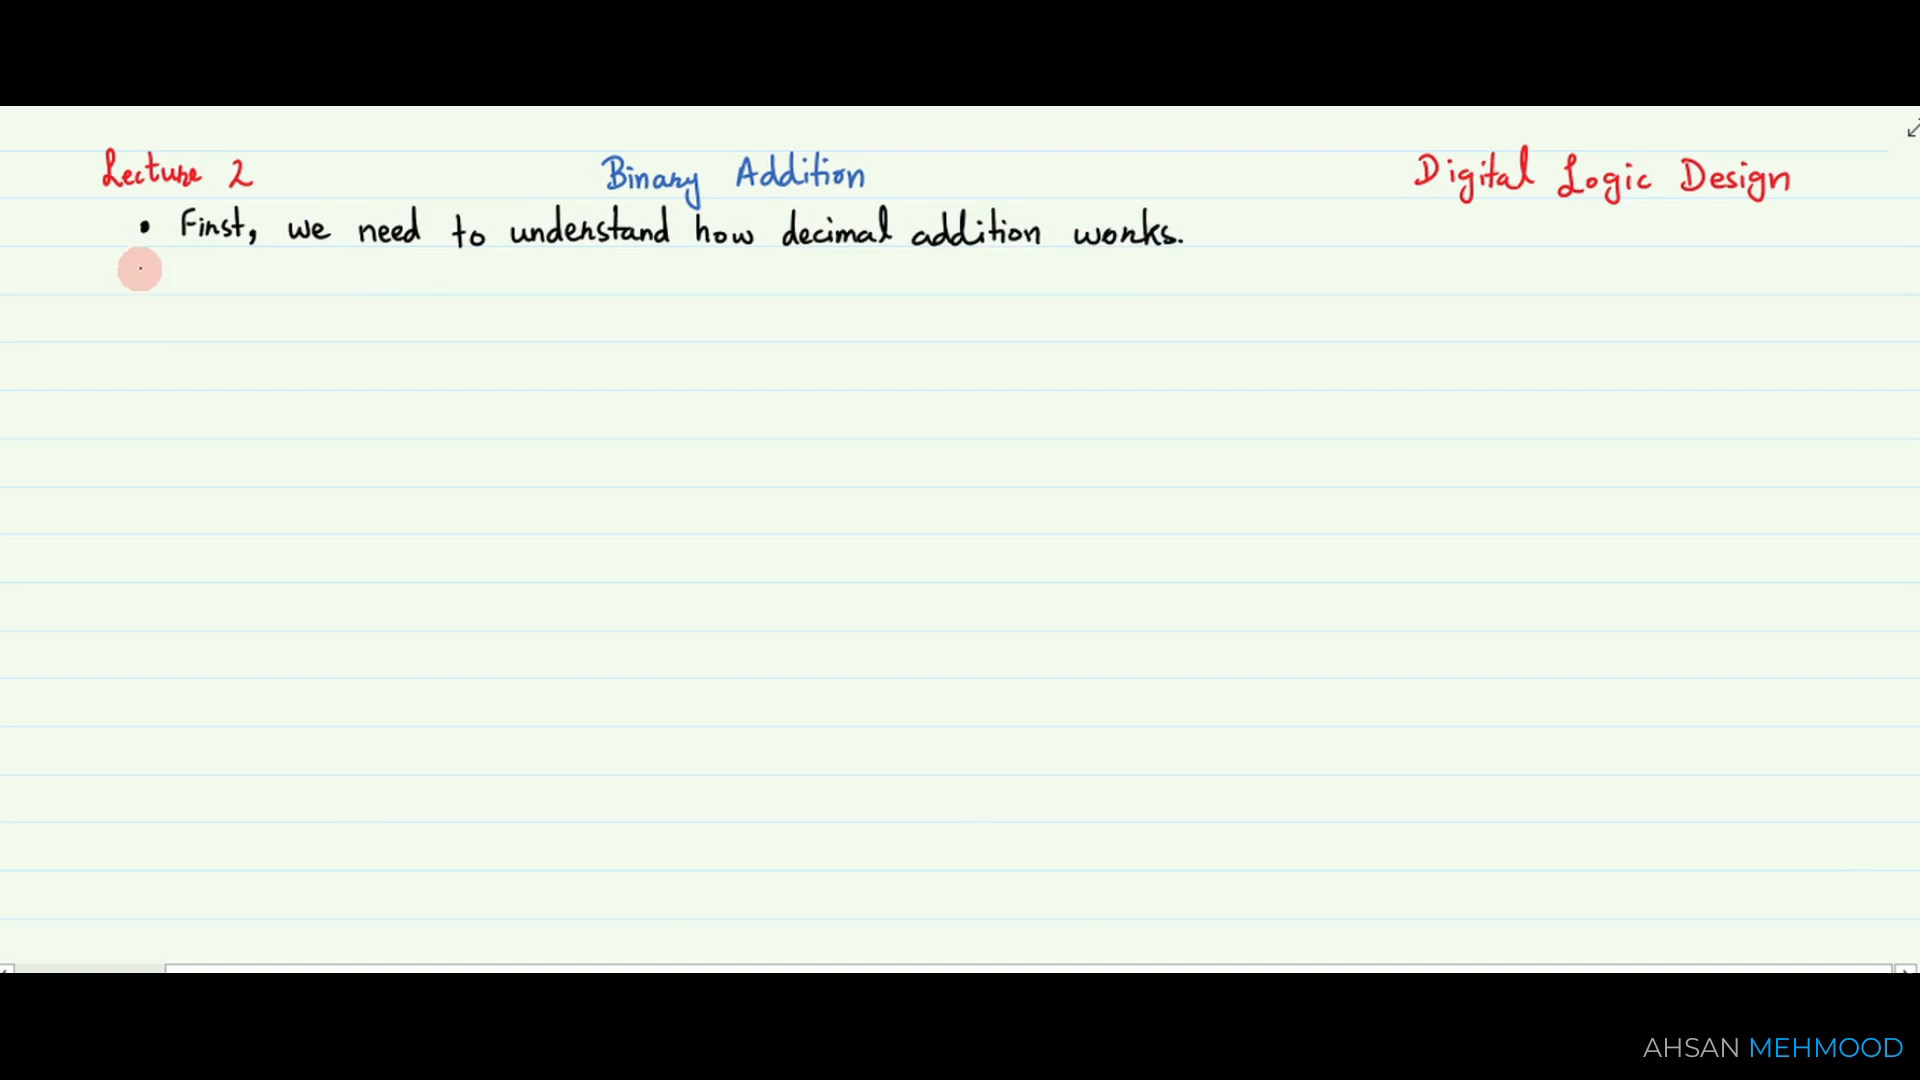 Lecture 2 Binary Addition Digital Logic Design
• First, we need to understand how decimal addition works.
AHSAN MEHMOOD